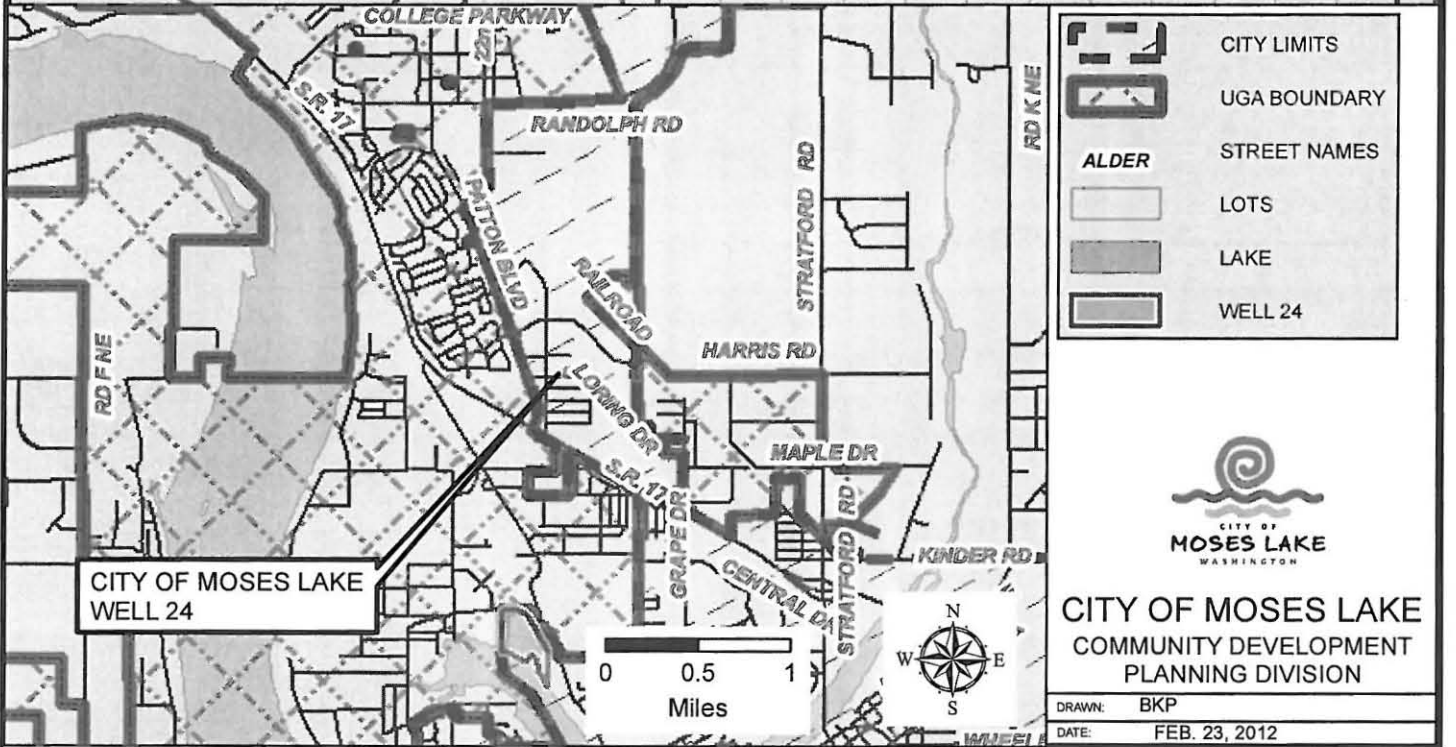 COLLEGE PARKWAY
S.R. 17
RANDOLPH RD
PATTON BLVD
RD K NE
STRATFORD RD
RAILROAD
HARRIS RD
RD F NE
LORING DR
MAPLE DR
S.R. 17
GRAPE DR
STRATFORD RD
KINDER RD
CENTRAL DR
CITY OF MOSES LAKE
WELL 24
0 0.5 1
Miles
N
W E
S
CITY LIMITS
UGA BOUNDARY
ALDER STREET NAMES
LOTS
LAKE
WELL 24
CITY OF
MOSES LAKE
WASHINGTON
CITY OF MOSES LAKE
COMMUNITY DEVELOPMENT
PLANNING DIVISION
DRAWN: BKP
DATE: FEB. 23, 2012